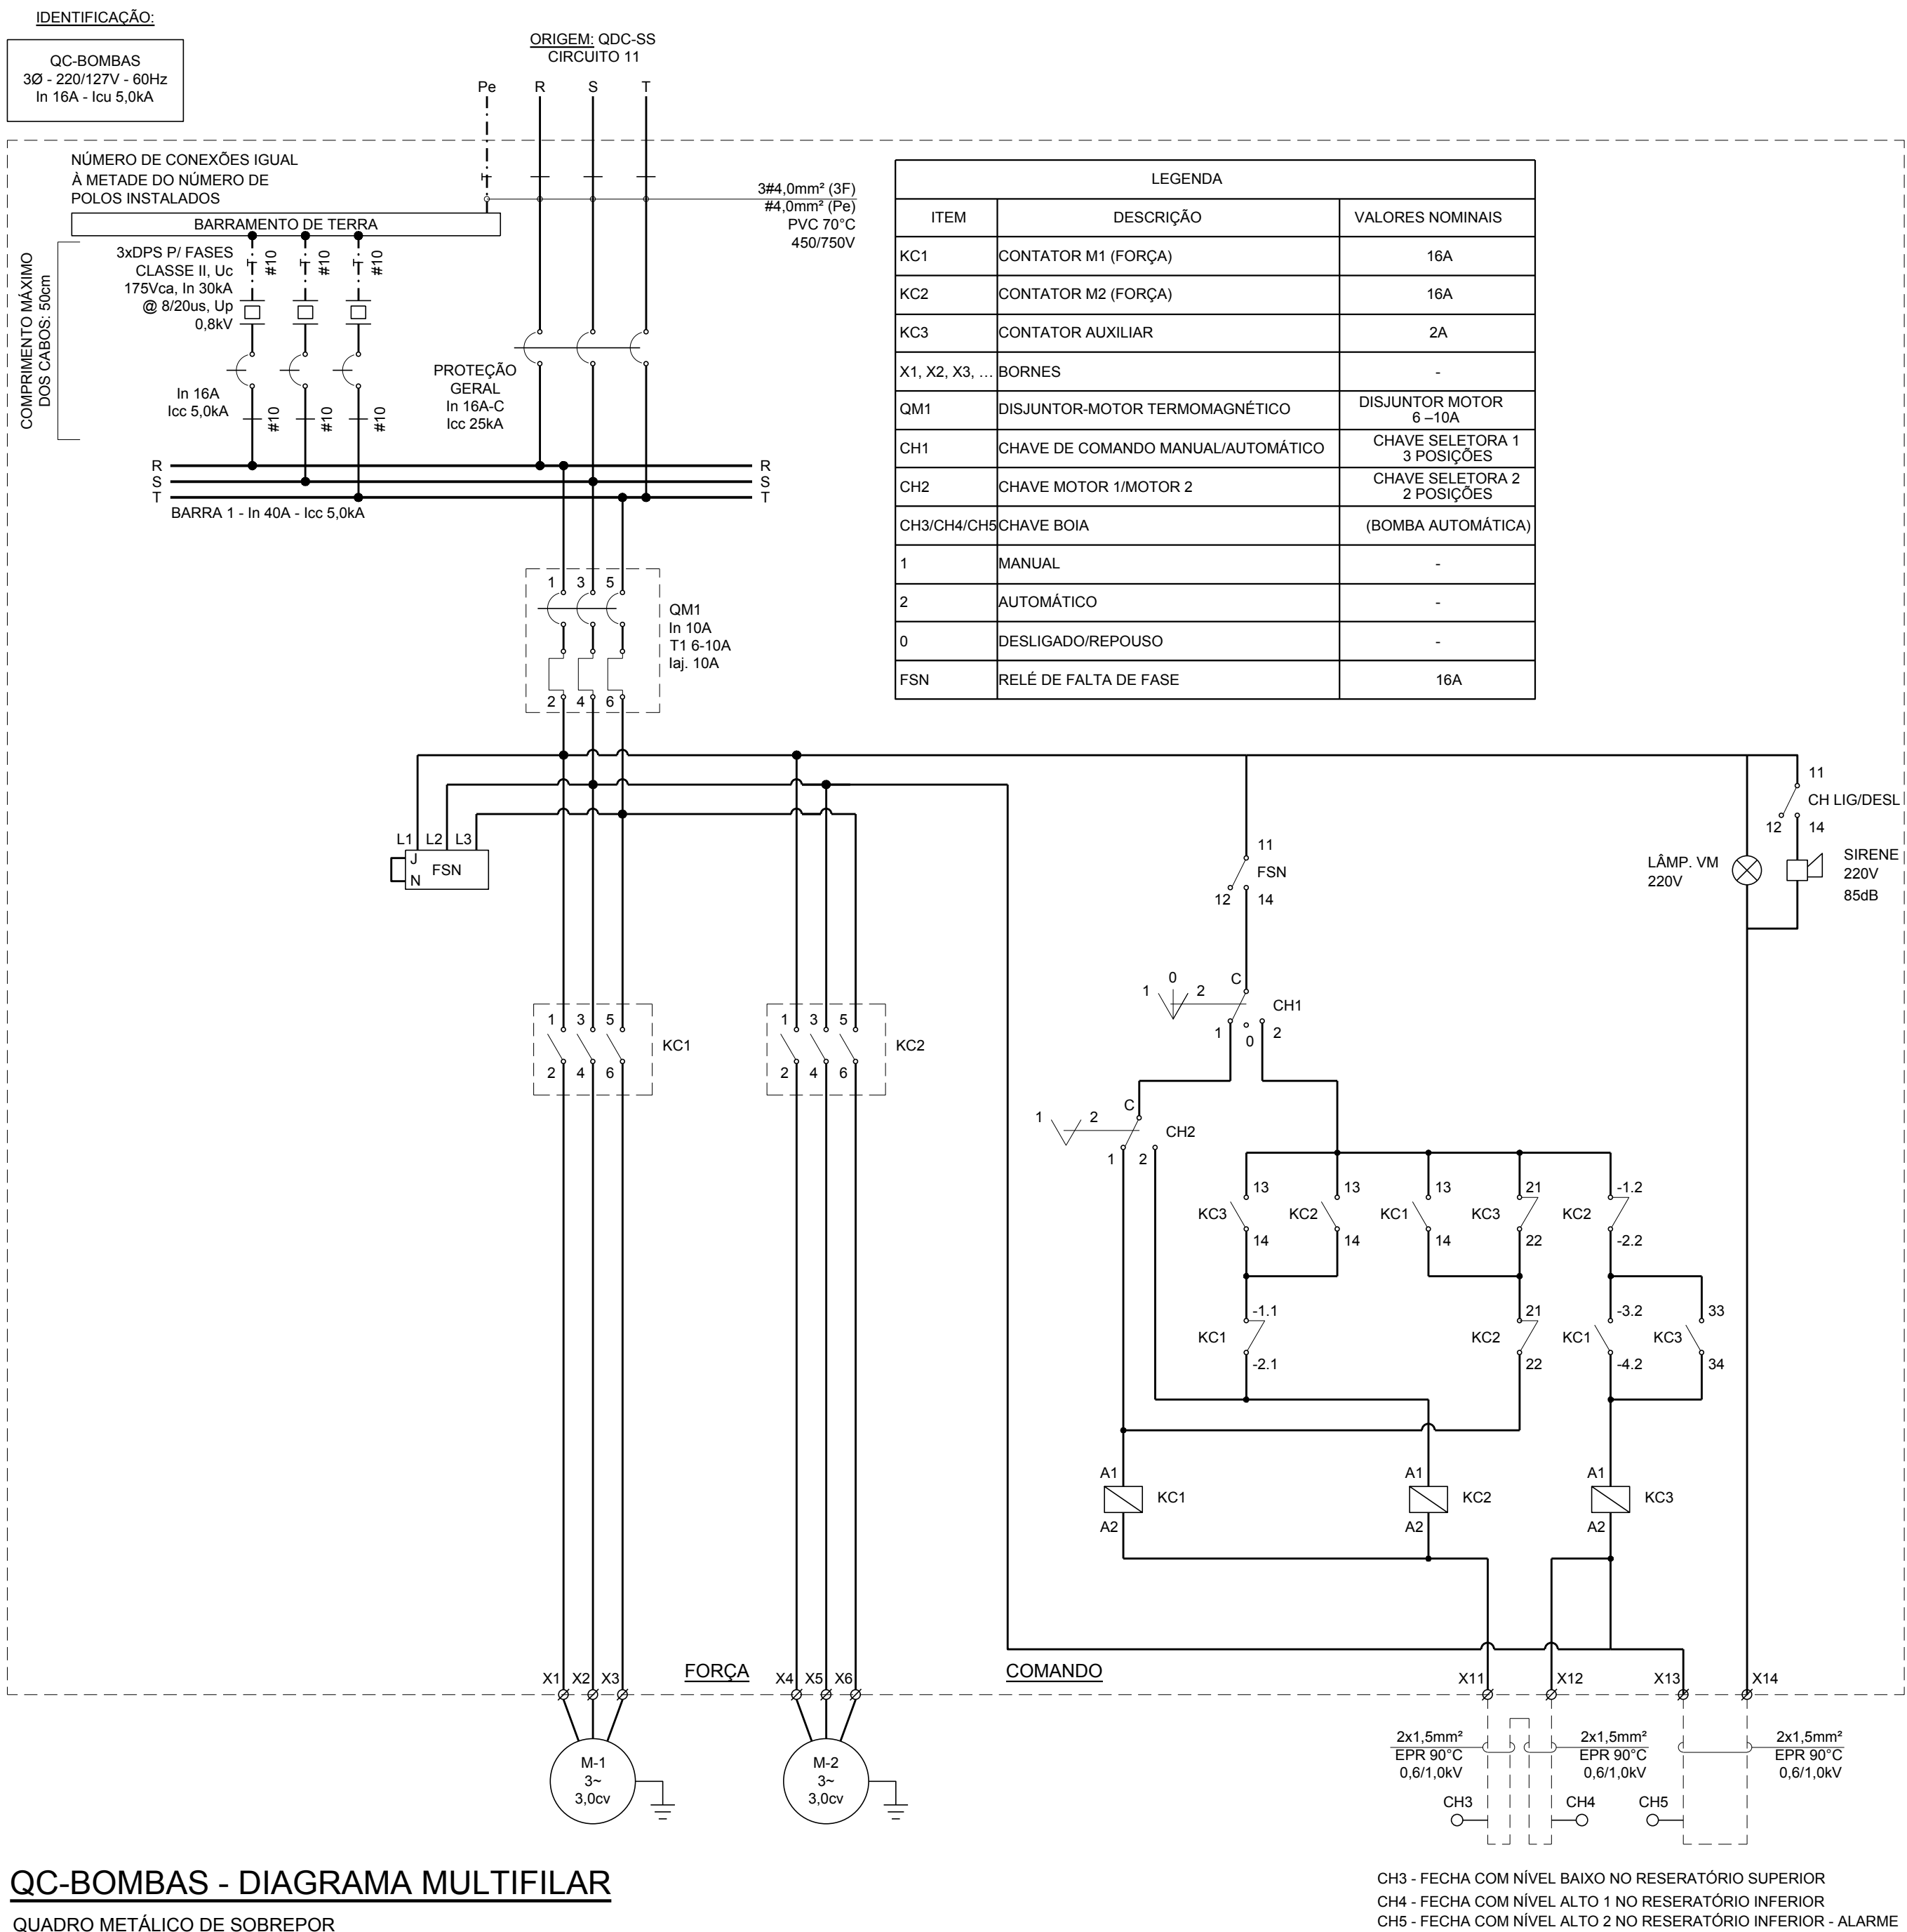 IDENTIFICAÇÃO:
QC-BOMBAS
3Ø - 220/127V - 60Hz
In 16A - Icu 5,0kA
ORIGEM: QDC-SS
CIRCUITO 11
Pe R S T
NÚMERO DE CONEXÕES IGUAL
À METADE DO NÚMERO DE
POLOS INSTALADOS
BARRAMENTO DE TERRA
3#4,0mm² (3F)
#4,0mm² (Pe)
PVC 70°C
450/750V
COMPRIMENTO MÁXIMO
DOS CABOS: 50cm
3xDPS P/ FASES
CLASSE II, Uc
175Vca, In 30kA
@ 8/20us, Up
0,8kV
#10 #10 #10
In 16A
Icc 5,0kA
#10 #10 #10
PROTEÇÃO
GERAL
In 16A-C
Icc 25kA
R R
S S
T T
BARRA 1 - In 40A - Icc 5,0kA
LEGENDA
ITEM DESCRIÇÃO VALORES NOMINAIS
KC1 CONTATOR M1 (FORÇA) 16A
KC2 CONTATOR M2 (FORÇA) 16A
KC3 CONTATOR AUXILIAR 2A
X1, X2, X3, ... BORNES -
QM1 DISJUNTOR-MOTOR TERMOMAGNÉTICO DISJUNTOR MOTOR
6 –10A
CH1 CHAVE DE COMANDO MANUAL/AUTOMÁTICO CHAVE SELETORA 1
3 POSIÇÕES
CH2 CHAVE MOTOR 1/MOTOR 2 CHAVE SELETORA 2
2 POSIÇÕES
CH3/CH4/CH5 CHAVE BOIA (BOMBA AUTOMÁTICA)
1 MANUAL -
2 AUTOMÁTICO -
0 DESLIGADO/REPOUSO -
FSN RELÉ DE FALTA DE FASE 16A
1 3 5
QM1
In 10A
T1 6-10A
Iaj. 10A
2 4 6
L1 L2 L3
J
FSN
N
11
FSN
12 14
11
CH LIG/DESL
12 14
LÂMP. VM
220V
SIRENE
220V
85dB
1 0 2 C
CH1
1 0 2
1 3 5
KC1
2 4 6
1 3 5
KC2
2 4 6
1 2 C
CH2
1 2
13 13 13 21 -1.2
KC3 KC2 KC1 KC3 KC2
14 14 14 22 -2.2
-1.1 21 -3.2 33
KC1 KC2 KC1 KC3
-2.1 22 -4.2 34
A1 A1 A1
KC1 KC2 KC3
A2 A2 A2
X1 X2 X3 FORÇA X4 X5 X6 COMANDO X11 X12 X13 X14
M-1
3~
3,0cv
M-2
3~
3,0cv
2x1,5mm²
EPR 90°C
0,6/1,0kV
2x1,5mm²
EPR 90°C
0,6/1,0kV
2x1,5mm²
EPR 90°C
0,6/1,0kV
CH3 CH4 CH5
QC-BOMBAS - DIAGRAMA MULTIFILAR
QUADRO METÁLICO DE SOBREPOR
CH3 - FECHA COM NÍVEL BAIXO NO RESERATÓRIO SUPERIOR
CH4 - FECHA COM NÍVEL ALTO 1 NO RESERATÓRIO INFERIOR
CH5 - FECHA COM NÍVEL ALTO 2 NO RESERATÓRIO INFERIOR - ALARME